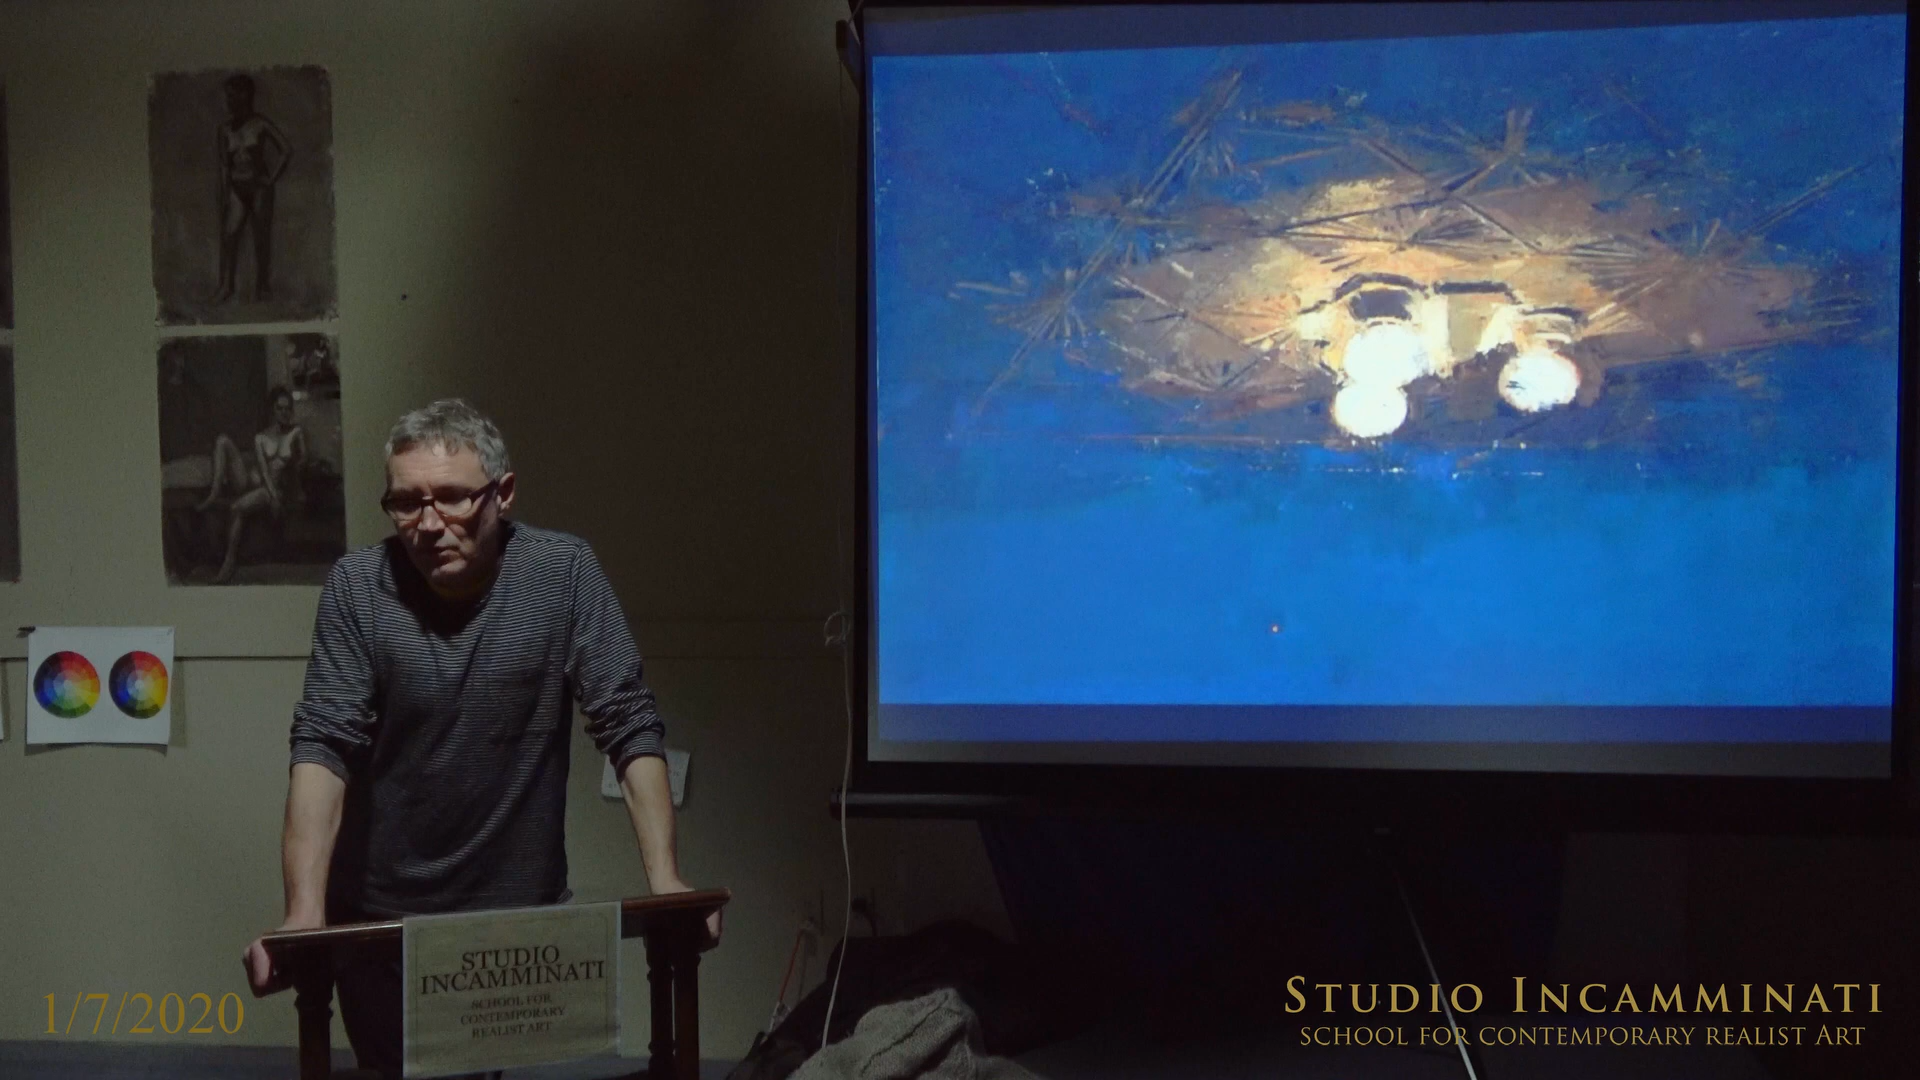 STUDIO
INCAMMINATI
SCHOOL FOR
CONTEMPORARY
REALIST ART
1/7/2020
STUDIO INCAMMINATI
SCHOOL FOR CONTEMPORARY REALIST ART